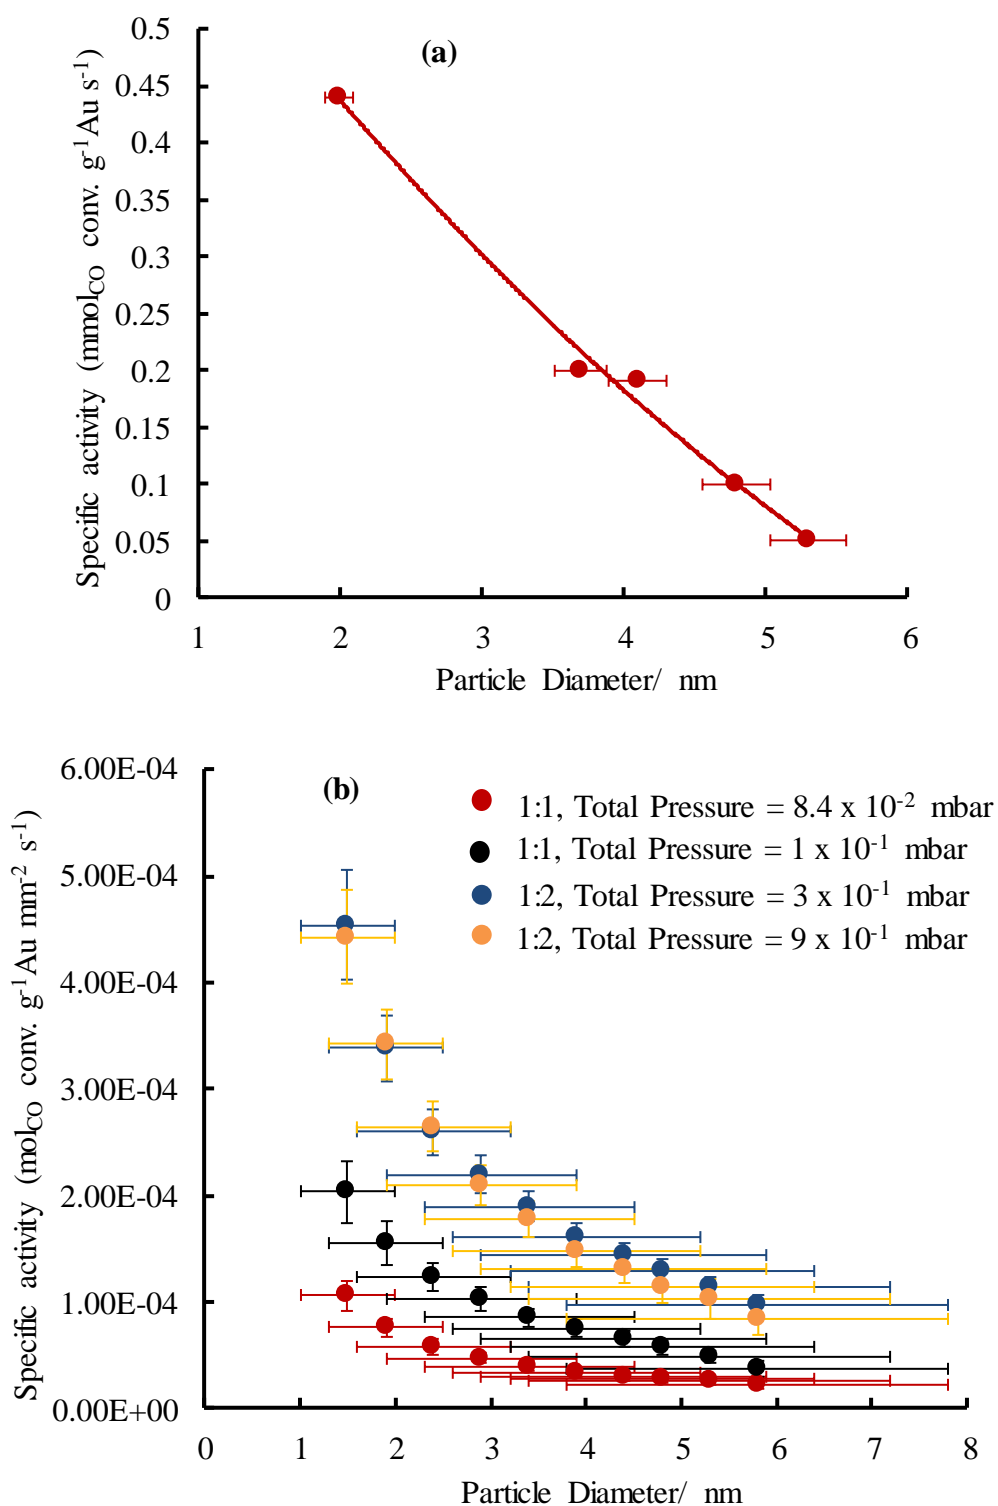 (a)
Specific activity (mmolCO conv. g-1Au s-1)
0.5
0.45
0.4
0.35
0.3
0.25
0.2
0.15
0.1
0.05
0
1 2 3 4 5 6
Particle Diameter/ nm
(b)
Specific activity (molCO conv. g-1Au mm-2 s-1)
6.00E-04
5.00E-04
4.00E-04
3.00E-04
2.00E-04
1.00E-04
0.00E+00
1:1, Total Pressure = 8.4 x 10-2 mbar
1:1, Total Pressure = 1 x 10-1 mbar
1:2, Total Pressure = 3 x 10-1 mbar
1:2, Total Pressure = 9 x 10-1 mbar
0 1 2 3 4 5 6 7 8
Particle Diameter/ nm